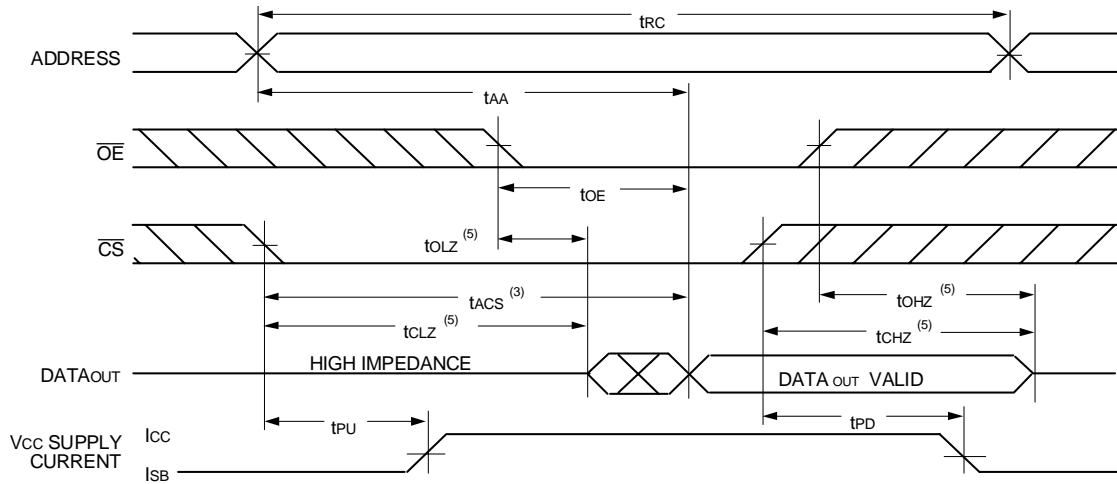 tRC
ADDRESS
tAA
OE
tOE
CS
tOLZ (5)
tACS (3)
tOHZ (5)
tCLZ (5)
tCHZ (5)
HIGH IMPEDANCE
DATAOUT
DATA OUT VALID
tPU
tPD
VCC SUPPLY
CURRENT
ICC
ISB